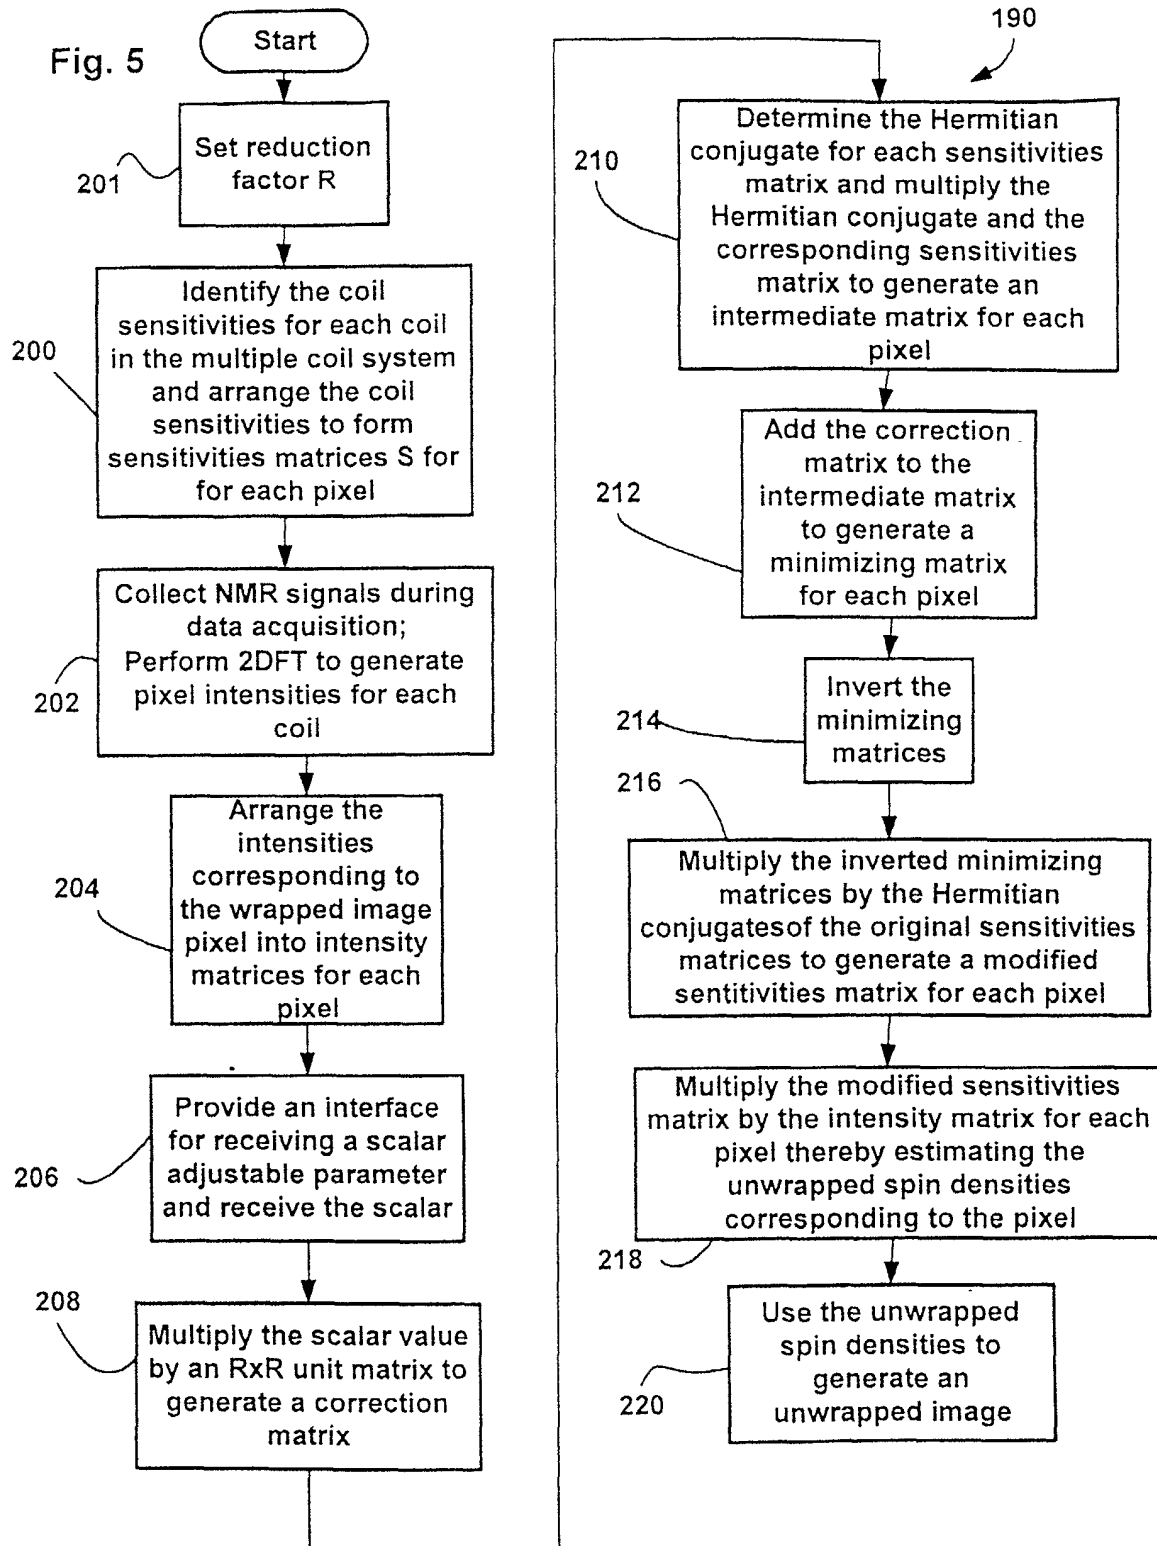 Fig. 5
Start
Set reduction
factor R
201
Identify the coil
sensitivities for each coil
in the multiple coil system
and arrange the coil
sensitivities to form
sensitivities matrices S for
for each pixel
200
Collect NMR signals during
data acquisition;
Perform 2DFT to generate
pixel intensities for each
coil
202
Arrange the
intensities
corresponding to
the wrapped image
pixel into intensity
matrices for each
pixel
204
Provide an interface
for receiving a scalar
adjustable parameter
and receive the scalar
206
208
Multiply the scalar value
by an RxR unit matrix to
generate a correction
matrix
190
Determine the Hermitian
conjugate for each sensitivities
matrix and multiply the
Hermitian conjugate and the
corresponding sensitivities
matrix to generate an
intermediate matrix for each
pixel
210
Add the correction
matrix to the
intermediate matrix
to generate a
minimizing matrix
for each pixel
212
Invert the
minimizing
matrices
214
216
Multiply the inverted minimizing
matrices by the Hermitian
conjugatesof the original sensitivities
matrices to generate a modified
sentitivities matrix for each pixel
Multiply the modified sensitivities
matrix by the intensity matrix for each
pixel thereby estimating the
unwrapped spin densities
corresponding to the pixel
218
Use the unwrapped
spin densities to
generate an
unwrapped image
220